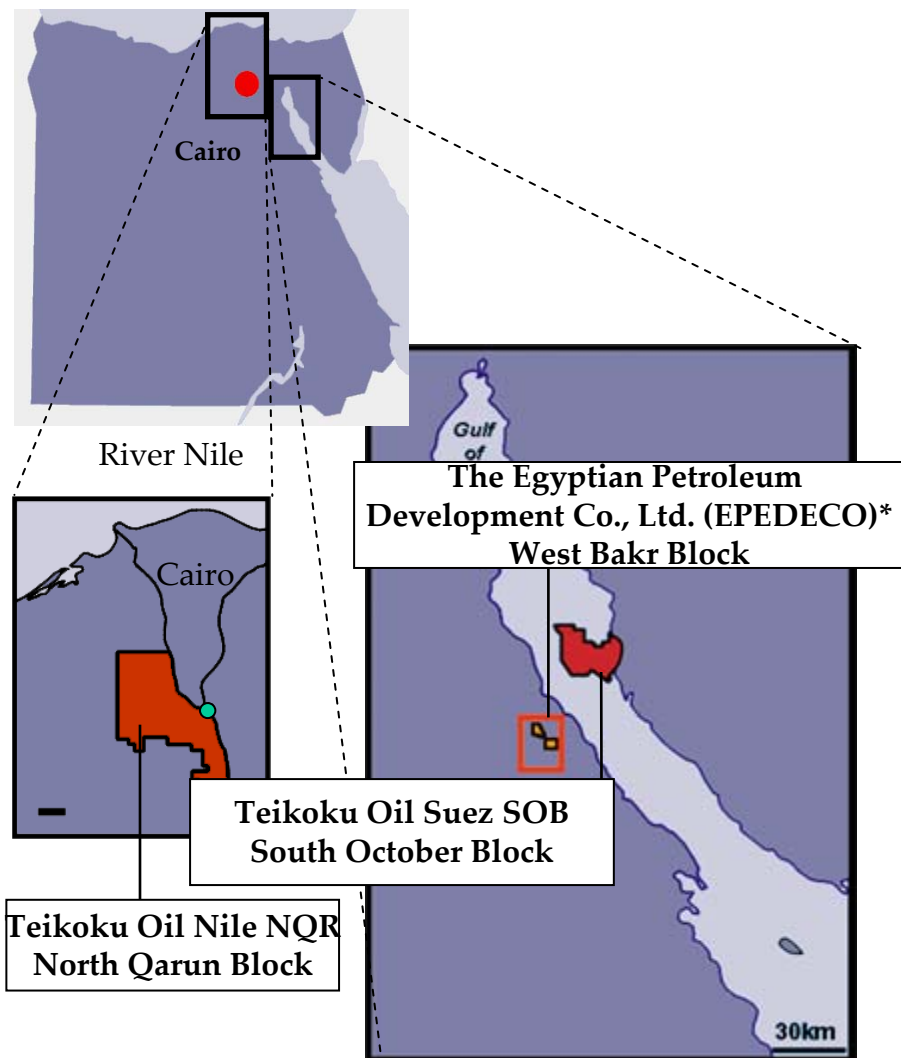 Cairo
River Nile
Gulf
of
The Egyptian Petroleum
Development Co., Ltd. (EPEDECO)*
West Bakr Block
Cairo
Teikoku Oil Suez SOB
South October Block
Teikoku Oil Nile NQR
North Qarun Block
30km